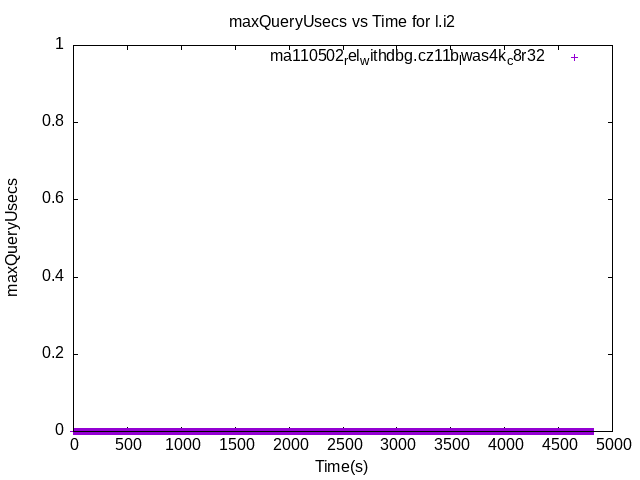 maxQueryUsecs vs Time for l.i2
ma110502relwithdbg.cz11blwas4kc8r32
maxQueryUsecs
1
0.8
0.6
0.4
0.2
0
0 500 1000 1500 2000 2500 3000 3500 4000 4500 5000
Time(s)